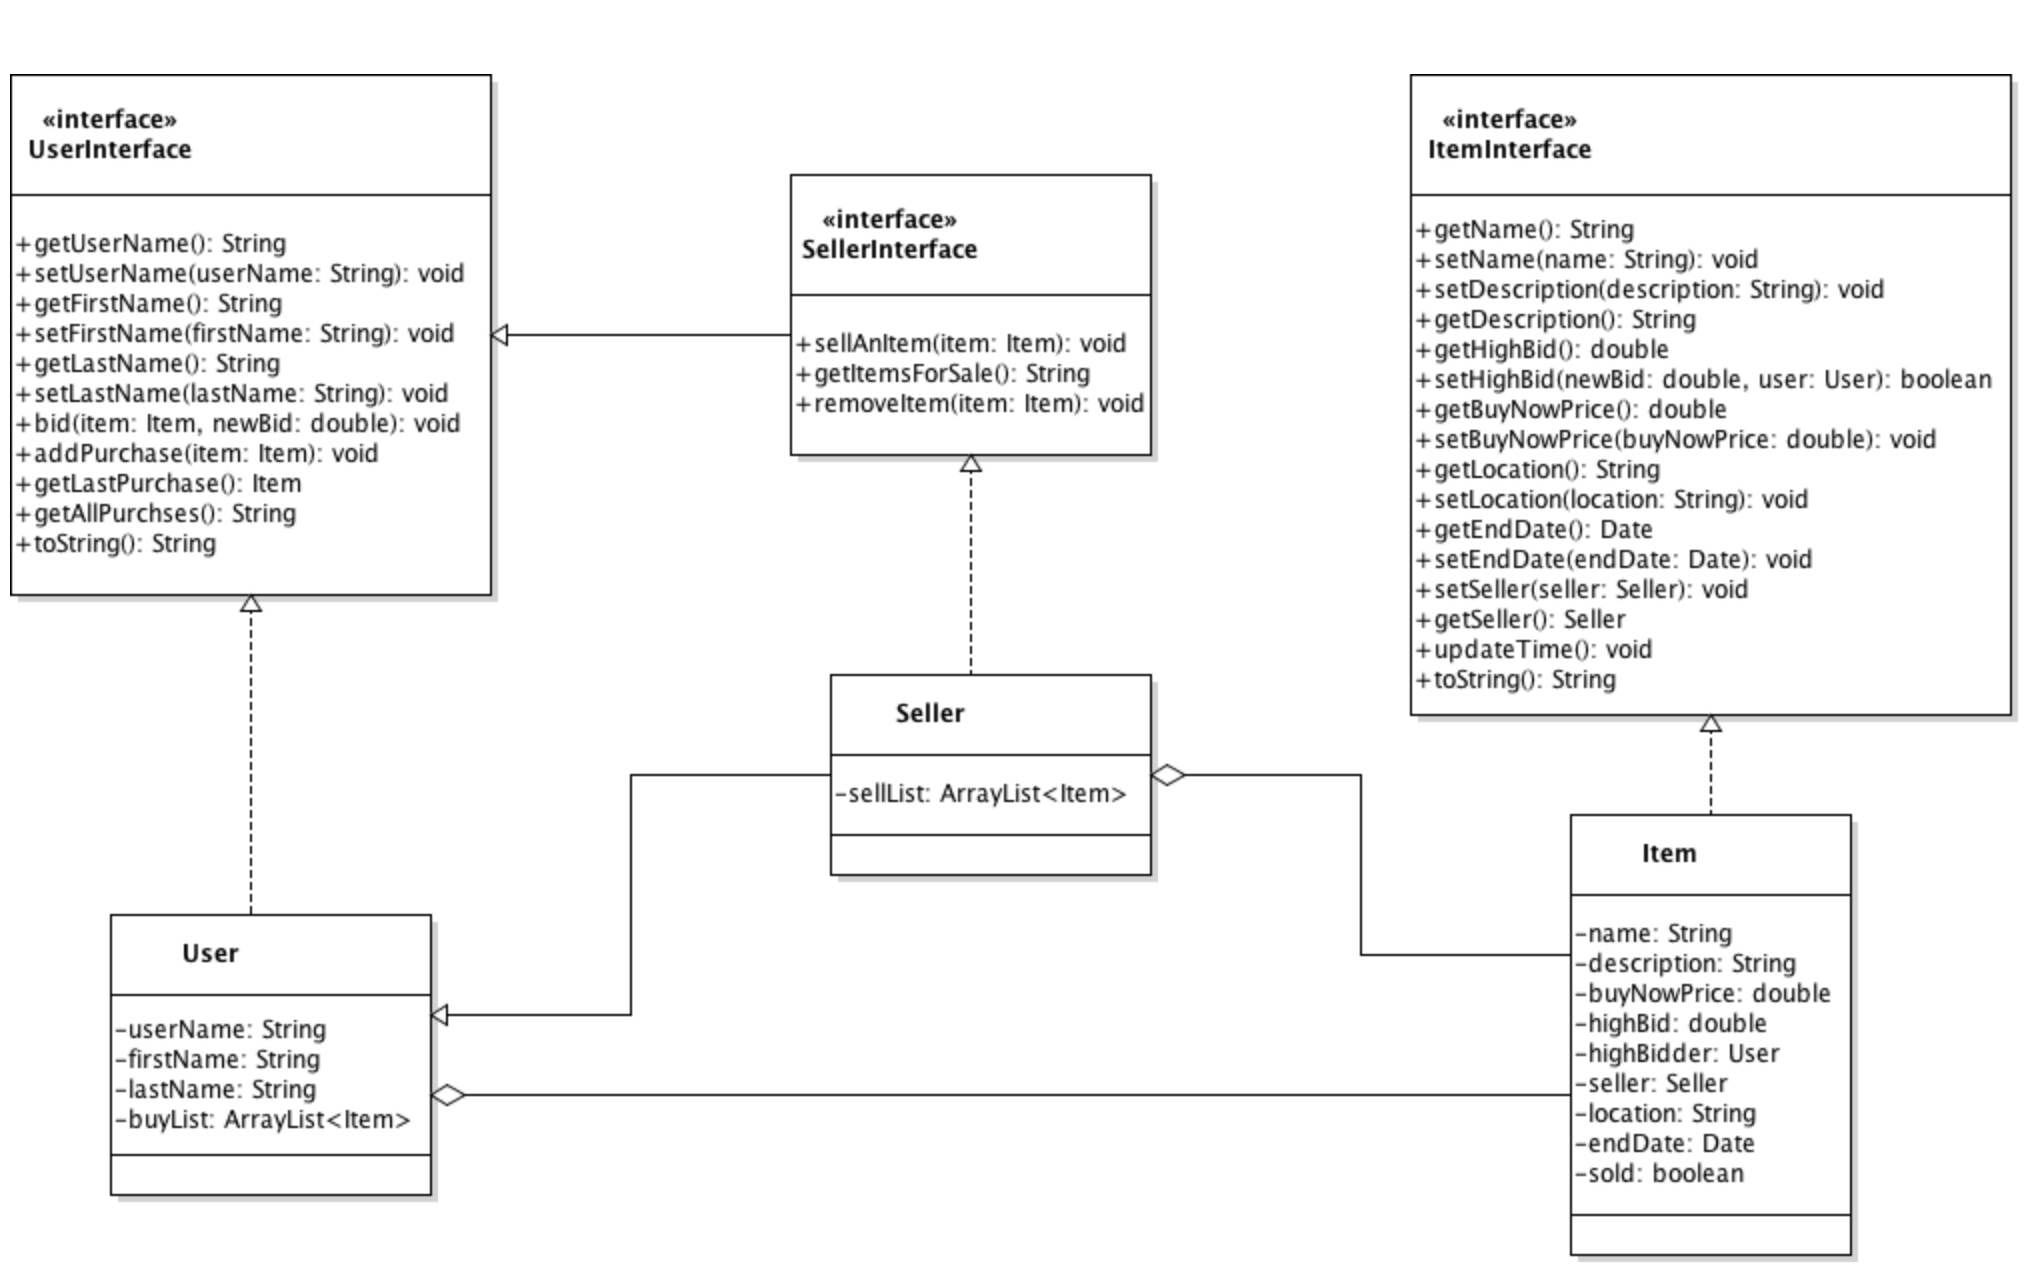 «interface»
UserInterface
+getUserName(): String
+setUserName(userName: String): void
+getFirstName(): String
+setFirstName(firstName: String): void
+getLastName(): String
+setLastName(lastName: String): void
+bid(item: Item, newBid: double): void
+addPurchase(item: Item): void
+getLastPurchase(): Item
+getAllPurchses(): String
+toString(): String
«interface»
SellerInterface
+sellAnItem(item: Item): void
+getItemsForSale(): String
+removeItem(item: Item): void
«interface»
ItemInterface
+getName(): String
+setName(name: String): void
+setDescription(description: String): void
+getDescription(): String
+getHighBid(): double
+setHighBid(newBid: double, user: User): boolean
+getBuyNowPrice(): double
+setBuyNowPrice(buyNowPrice: double): void
+getLocation(): String
+setLocation(location: String): void
+getEndDate(): Date
+setEndDate(endDate: Date): void
+setSeller(seller: Seller): void
+getSeller(): Seller
+updateTime(): void
+toString(): String
Seller
-sellList: ArrayList<Item>
User
-userName: String
-firstName: String
-lastName: String
-buyList: ArrayList<Item>
Item
-name: String
-description: String
-buyNowPrice: double
-highBid: double
-highBidder: User
-seller: Seller
-location: String
-endDate: Date
-sold: boolean